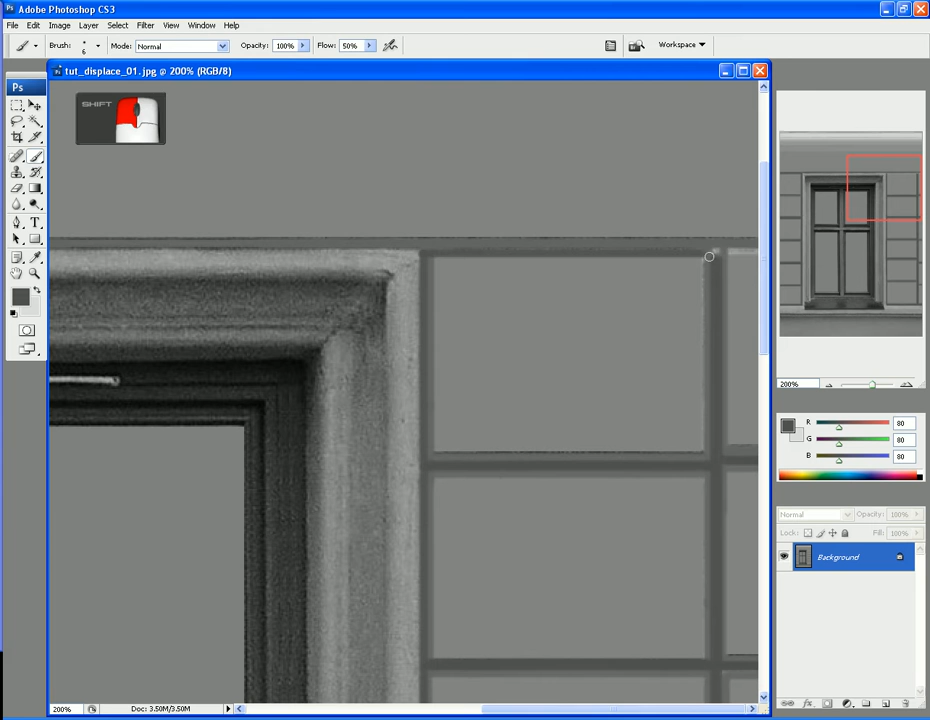 Ps Adobe Photoshop CS3
File Edit Image Layer Select Filter View Window Help
Brush: 6 Mode: Normal Opacity: 100% Flow: 50% Workspace
tut_displace_01.jpg @ 200% (RGB/8)
Ps
SHIFT
T
200%
R 80
G 80
B 80
Normal Opacity: 100%
Lock: Fill: 100%
Background
200% Doc: 3.50M/3.50M